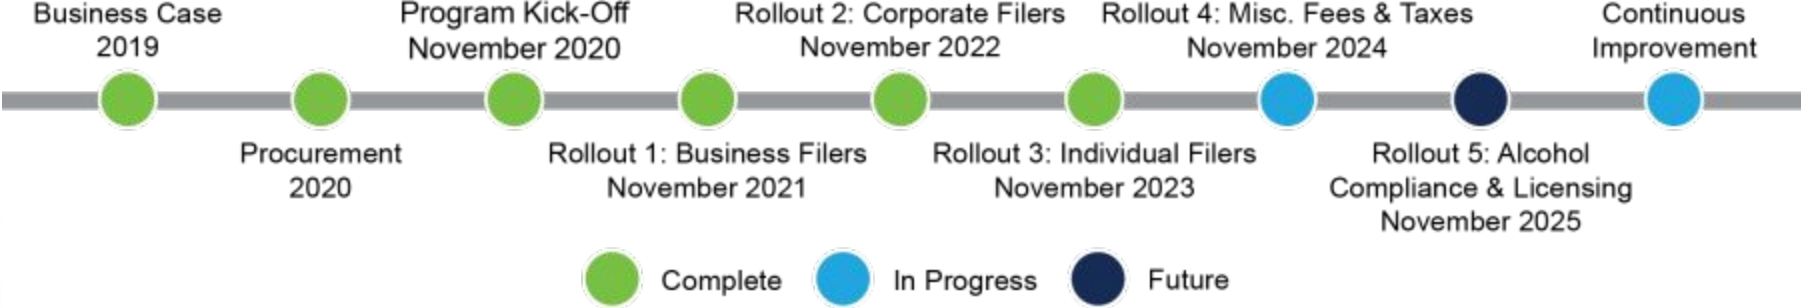 Business Case
2019
Procurement
2020
Program Kick-Off
November 2020
Rollout 1: Business Filers
November 2021
Rollout 2: Corporate Filers
November 2022
Rollout 3: Individual Filers
November 2023
Rollout 4: Misc. Fees & Taxes
November 2024
Rollout 5: Alcohol
Compliance & Licensing
November 2025
Continuous
Improvement
Complete
In Progress
Future